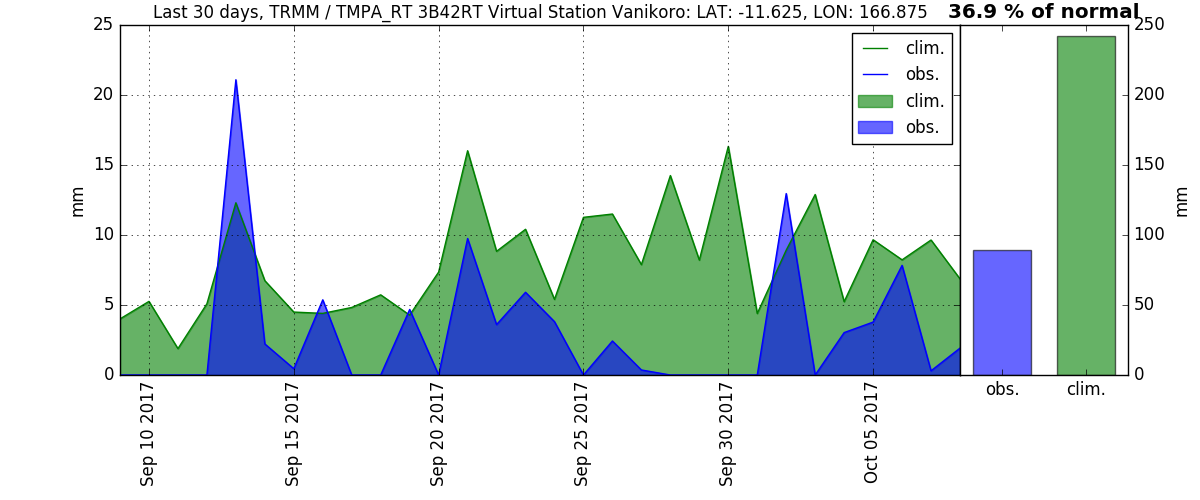 Last 30 days, TRMM / TMPA_RT 3B42RT Virtual Station Vanikoro: LAT: -11.625, LON: 166.875
36.9 % of normal
25
20
15
10
5
0
mm
clim.
obs.
clim.
obs.
Sep 10 2017
Sep 15 2017
Sep 20 2017
Sep 25 2017
Sep 30 2017
Oct 05 2017
250
200
150
100
50
0
mm
obs.
clim.